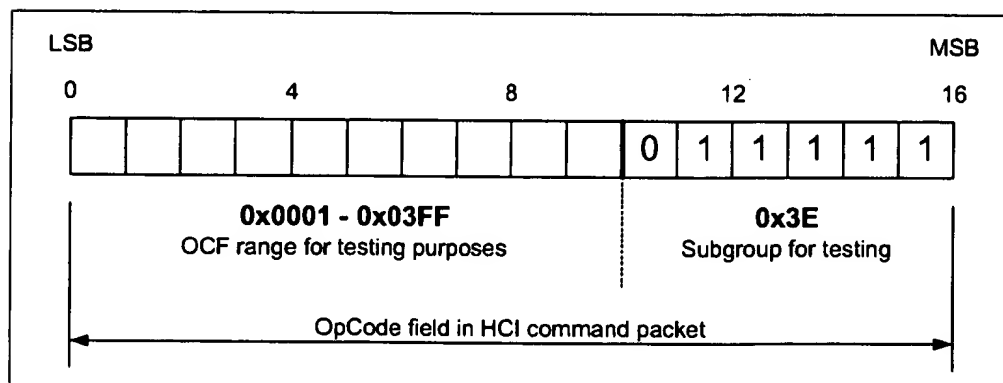 LSB MSB
0 4 8 12 16
0 1 1 1 1 1
0x0001 - 0x03FF 0x3E
OCF range for testing purposes Subgroup for testing
OpCode field in HCI command packet